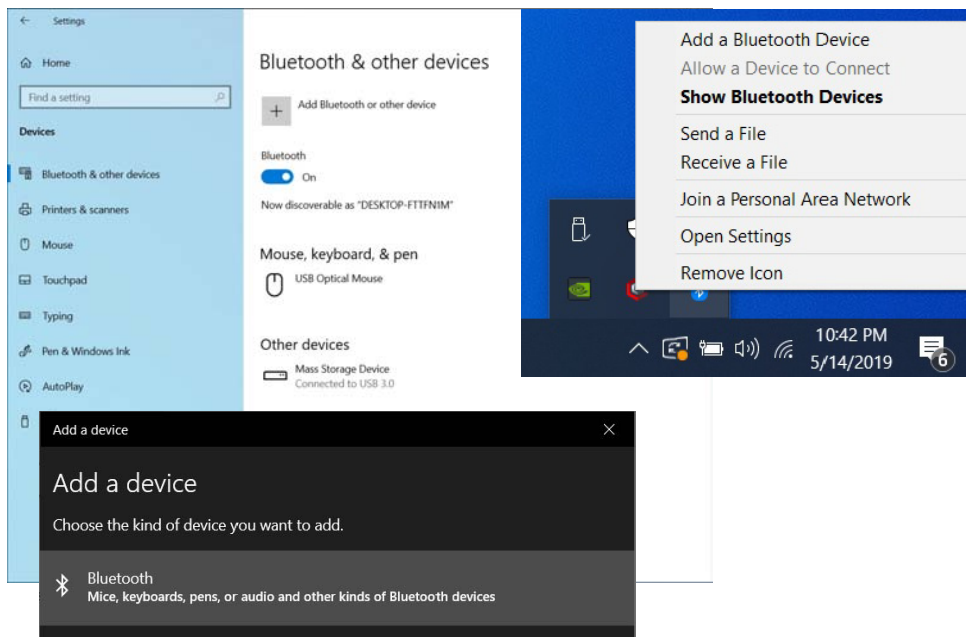 Settings
Home
Find a setting
Devices
Bluetooth & other devices
Printers & scanners
Mouse
Touchpad
Typing
Pen & Windows Ink
AutoPlay
Bluetooth & other devices
Add Bluetooth or other device
Bluetooth
On
Now discoverable as "DESKTOP-FTTFN1M"
Mouse, keyboard, & pen
USB Optical Mouse
Other devices
Mass Storage Device
Connected to USB 3.0
Add a Bluetooth Device
Allow a Device to Connect
Show Bluetooth Devices
Send a File
Receive a File
Join a Personal Area Network
Open Settings
Remove Icon
10:42 PM
5/14/2019
6
Add a device
Add a device
Choose the kind of device you want to add.
Bluetooth
Mice, keyboards, pens, or audio and other kinds of Bluetooth devices